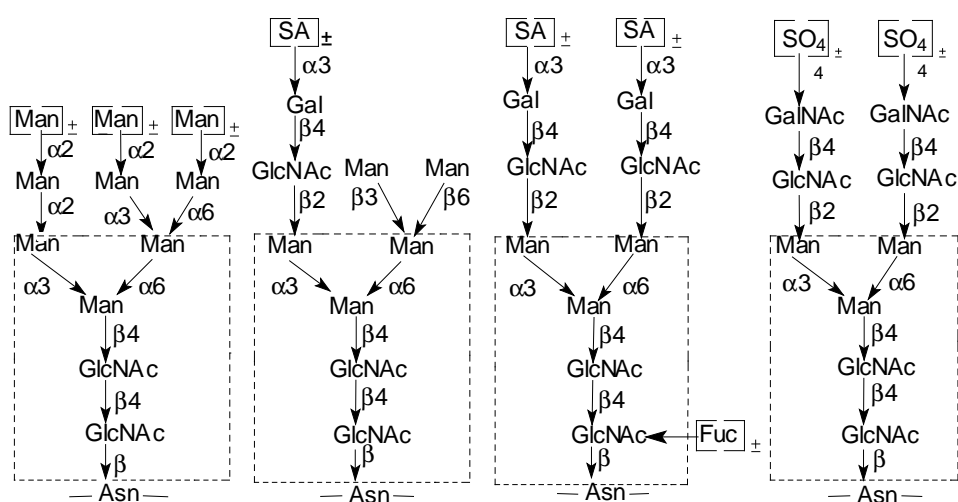 Man ± Man ± Man ±
α2 α2 α2
Man Man Man
α2 α3 α6
Man Man
α3 α6
Man
β4
GlcNAc
β4
GlcNAc
β
Asn
SA ±
α3
Gal
β4
GlcNAc Man Man
β2 β3 β6
Man Man
α3 α6
Man
β4
GlcNAc
β4
GlcNAc
β
Asn
SA ± SA ±
α3 α3
Gal Gal
β4 β4
GlcNAc GlcNAc
β2 β2
Man Man
α3 α6
Man
β4
GlcNAc
β4
GlcNAc Fuc ±
β
Asn
SO4 ± SO4 ±
4 4
GalNAc GalNAc
β4 β4
GlcNAc GlcNAc
β2 β2
Man Man
α3 α6
Man
β4
GlcNAc
β4
GlcNAc
β
Asn